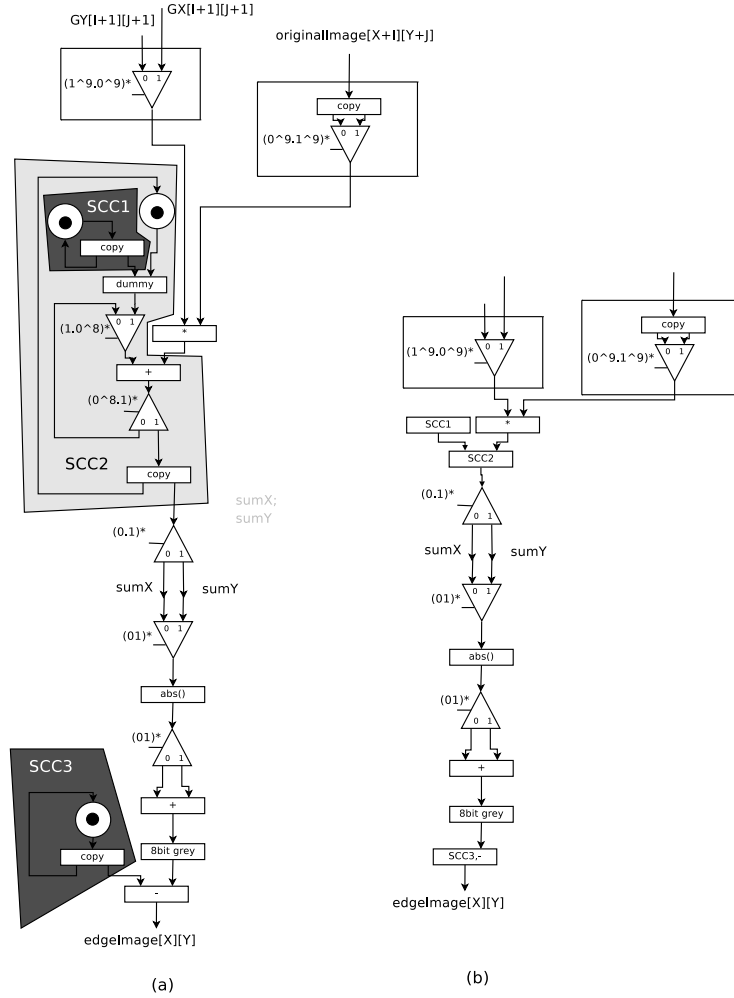 GX[I+1][J+1]
GY[I+1][J+1]
originalImage[X+I][Y+J]
0 1
(1^9.0^9)*
copy
0 1
(0^9.1^9)*
SCC1
copy
dummy
0 1
(1.0^8)*
*
+
(0^8.1)*
0 1
SCC2
copy
sumX;
sumY
(0.1)*
0 1
sumX
sumY
0 1
(01)*
abs()
(01)*
0 1
SCC3
+
copy
8bit grey
-
edgeImage[X][Y]
(a)
0 1
(1^9.0^9)*
copy
0 1
(0^9.1^9)*
SCC1
*
SCC2
(0.1)*
0 1
sumX
sumY
0 1
(01)*
abs()
(01)*
0 1
+
8bit grey
SCC3,-
edgeImage[X][Y]
(b)